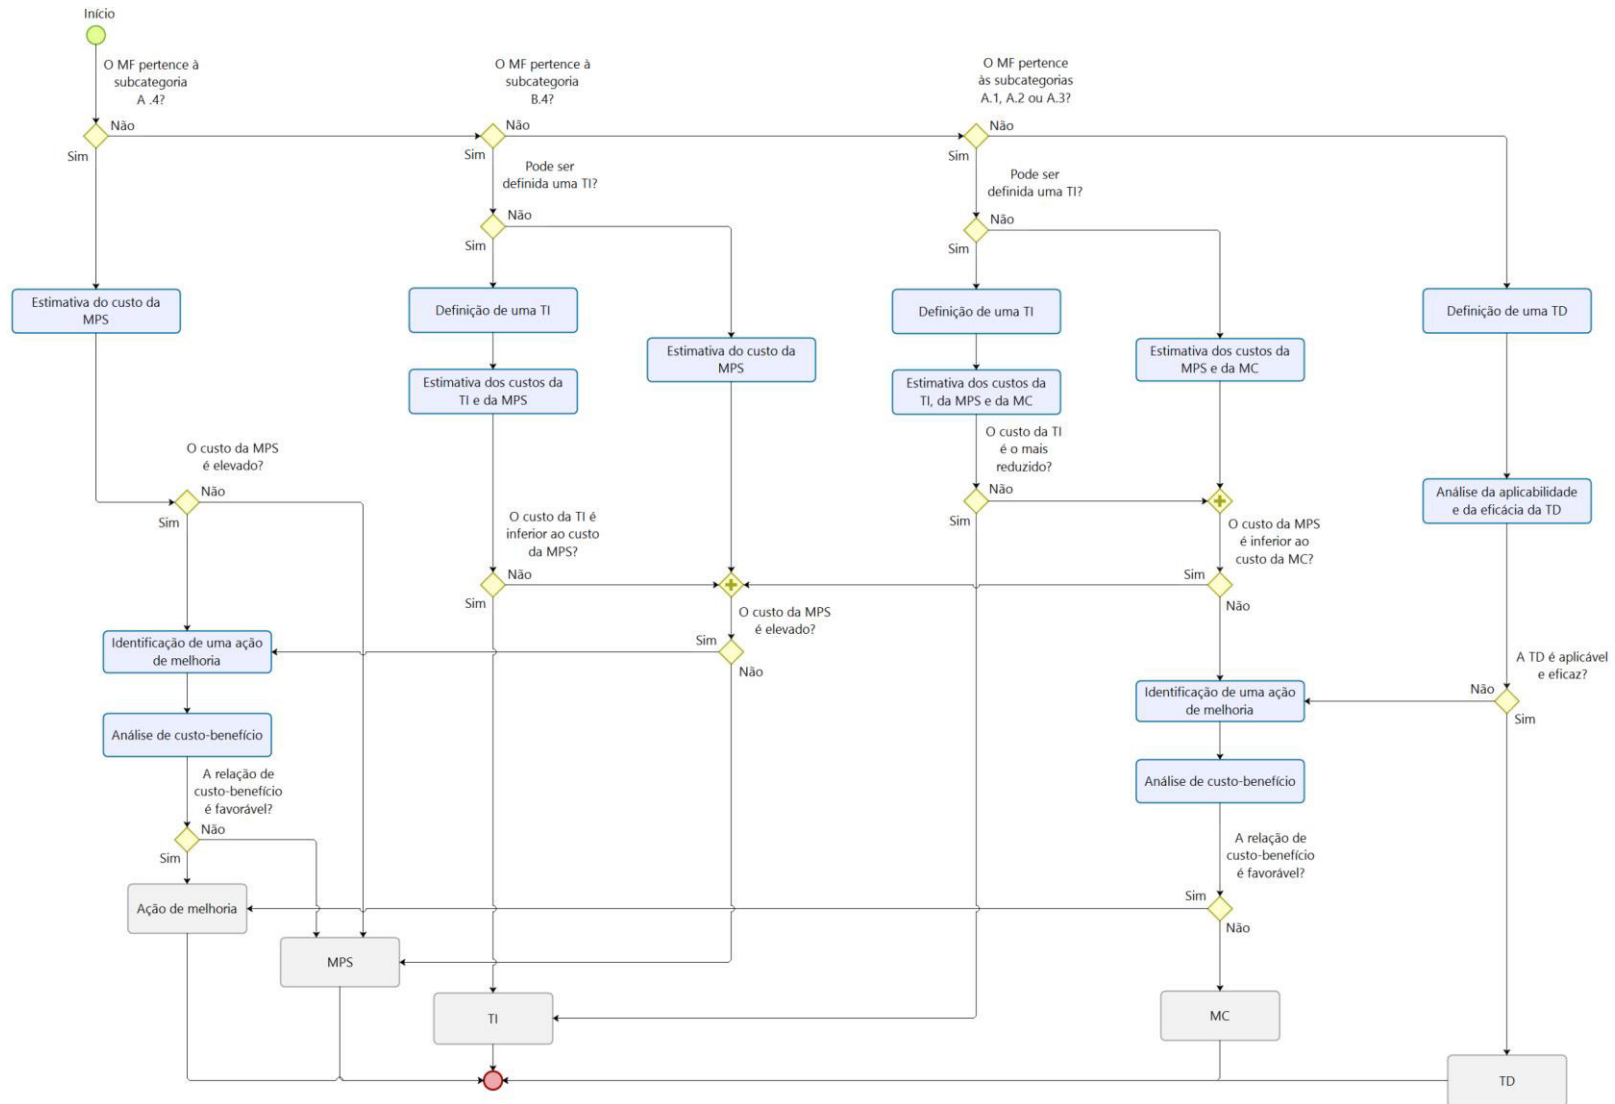 Início
O MF pertence à
subcategoria
A .4?
Não
Sim
O MF pertence à
subcategoria
B.4?
Não
Sim
O MF pertence
às subcategorias
A.1, A.2 ou A.3?
Não
Sim
Pode ser
definida uma TI?
Não
Sim
Pode ser
definida uma TI?
Não
Sim
Estimativa do custo da
MPS
Definição de uma TI
Estimativa do custo da
MPS
Estimativa dos custos da
TI e da MPS
Definição de uma TI
Estimativa dos custos da
MPS e da MC
Estimativa dos custos da
TI, da MPS e da MC
Definição de uma TD
O custo da MPS
é elevado?
Não
Sim
O custo da TI é
inferior ao custo
da MPS?
Não
Sim
O custo da TI
é o mais
reduzido?
Não
Sim
O custo da MPS
é inferior ao
custo da MC?
Sim
Não
Análise da aplicabilidade
e da eficácia da TD
O custo da MPS
é elevado?
Sim
Não
Identificação de uma ação
de melhoria
Análise de custo-benefício
A relação de
custo-benefício
é favorável?
Não
Sim
A TD é aplicável
e eficaz?
Não
Sim
Identificação de uma ação
de melhoria
Análise de custo-benefício
A relação de
custo-benefício
é favorável?
Sim
Não
Ação de melhoria
MPS
TI
MC
TD